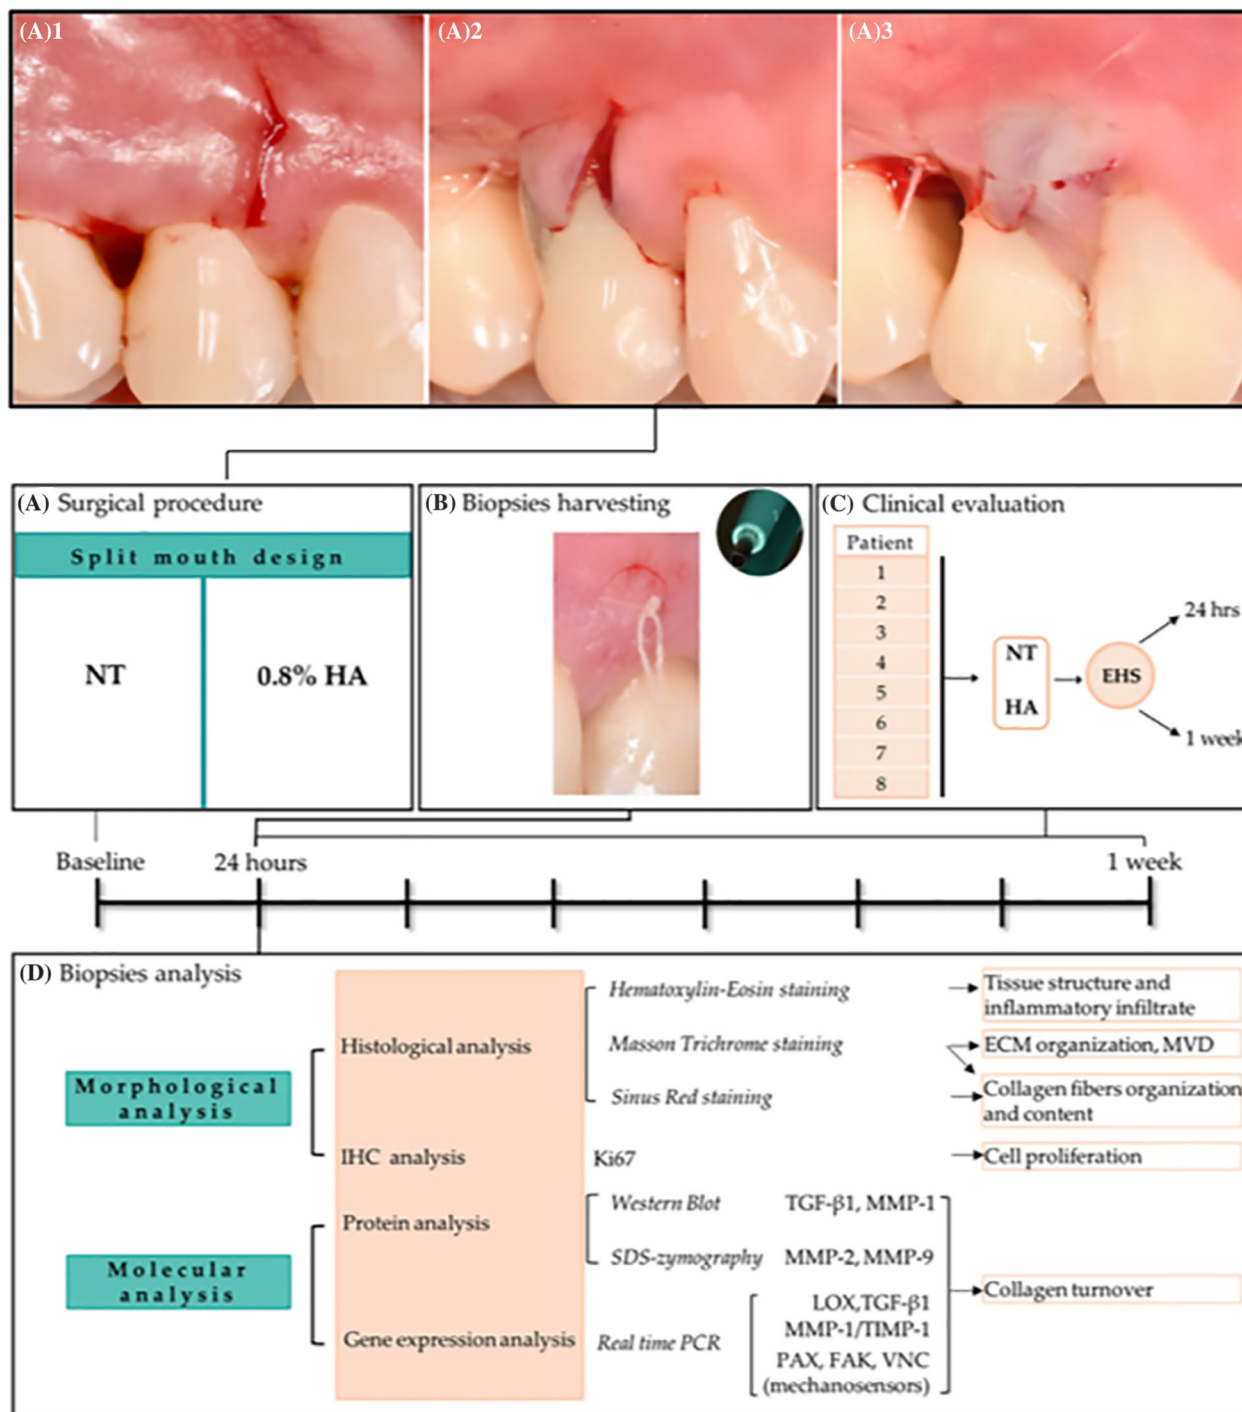 (A)1
(A)2
(A)3
(A) Surgical procedure
Split mouth design
NT
0.8% HA
(B) Biopsies harvesting
(C) Clinical evaluation
Patient
1
2
3
4
5
6
7
8
NT
HA
EHS
24 hrs
1 week
Baseline
24 hours
1 week
(D) Biopsies analysis
Morphological
analysis
Histological analysis
Hematoxylin-Eosin staining
Tissue structure and
inflammatory infiltrate
Masson Trichrome staining
ECM organization, MVD
Sinus Red staining
Collagen fibers organization
and content
IHC analysis
Ki67
Cell proliferation
Molecular
analysis
Protein analysis
Western Blot
TGF-β1, MMP-1
SDS-zymography
MMP-2, MMP-9
Gene expression analysis
Real time PCR
LOX,TGF-β1
MMP-1/TIMP-1
PAX, FAK, VNC
(mechanosensors)
Collagen turnover